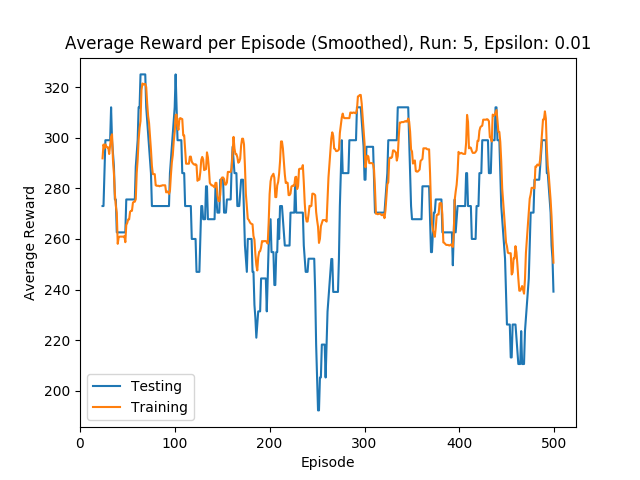 Average Reward per Episode (Smoothed), Run: 5, Epsilon: 0.01
320
300
280
260
240
220
200
Average Reward
Testing
Training
0 100 200 300 400 500
Episode